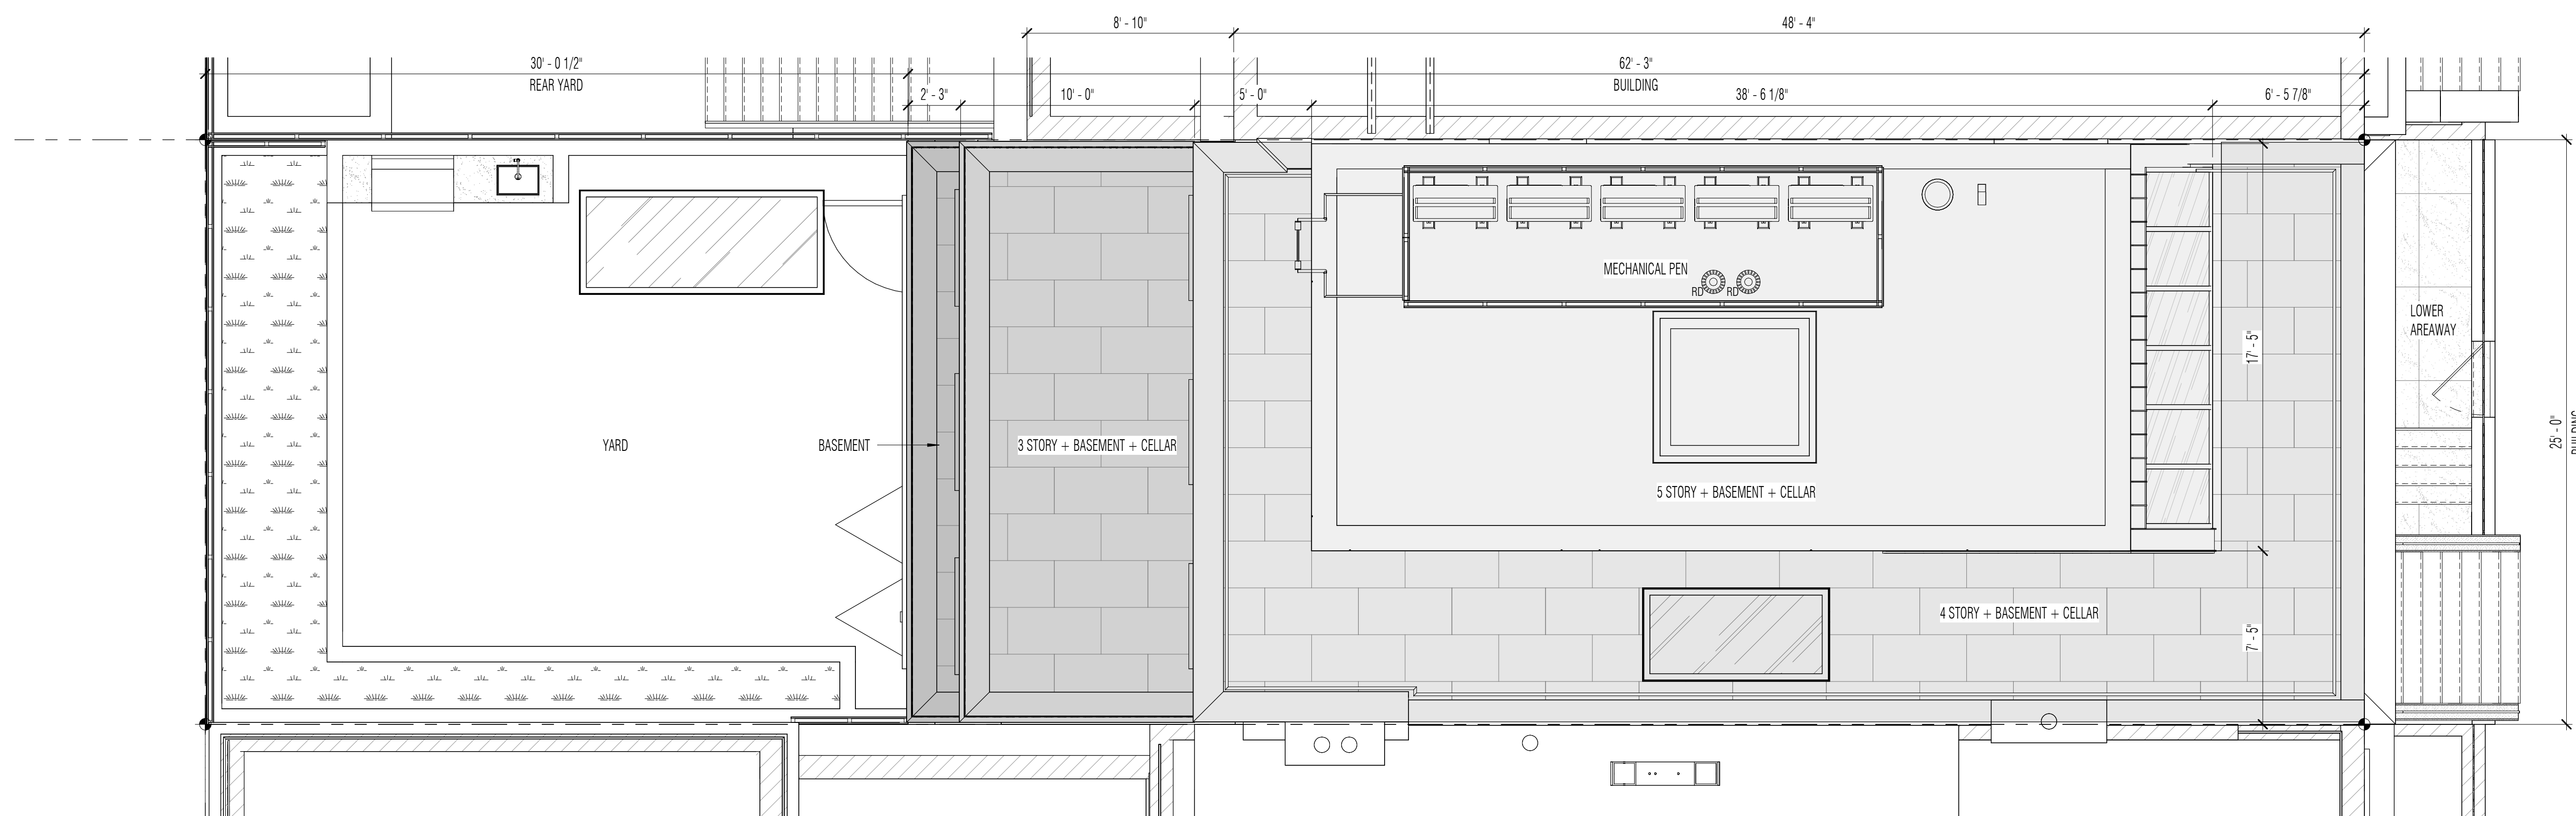 8' - 10"
48' - 4"
30' - 0 1/2"
REAR YARD
62' - 3"
BUILDING
2' - 3"
10' - 0"
5' - 0"
38' - 6 1/8"
6' - 5 7/8"
MECHANICAL PEN
RD
RD
LOWER
AREAWAY
17' - 5"
25' - 0"
BUILDING
YARD
BASEMENT
3 STORY + BASEMENT + CELLAR
5 STORY + BASEMENT + CELLAR
4 STORY + BASEMENT + CELLAR
7' - 5"